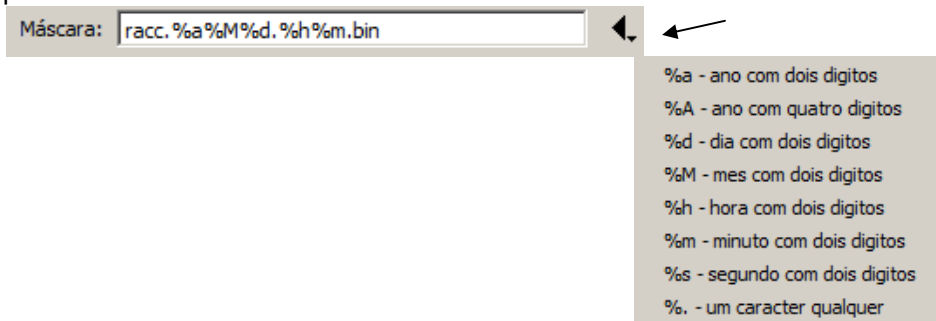 Máscara: racc.%a%M%d.%h%m.bin
%a - ano com dois digitos
%A - ano com quatro digitos
%d - dia com dois digitos
%M - mes com dois digitos
%h - hora com dois digitos
%m - minuto com dois digitos
%s - segundo com dois digitos
%. - um caracter qualquer